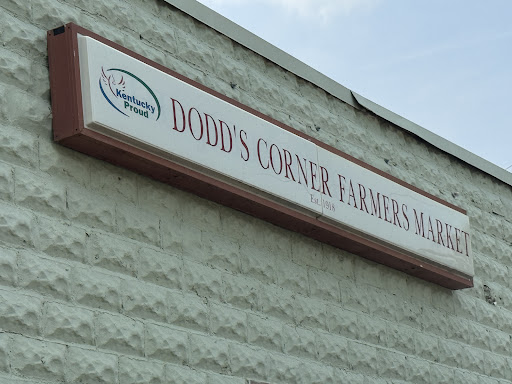 Kentucky
Proud
DODD'S CORNER FARMERS MARKET
Est. 1918